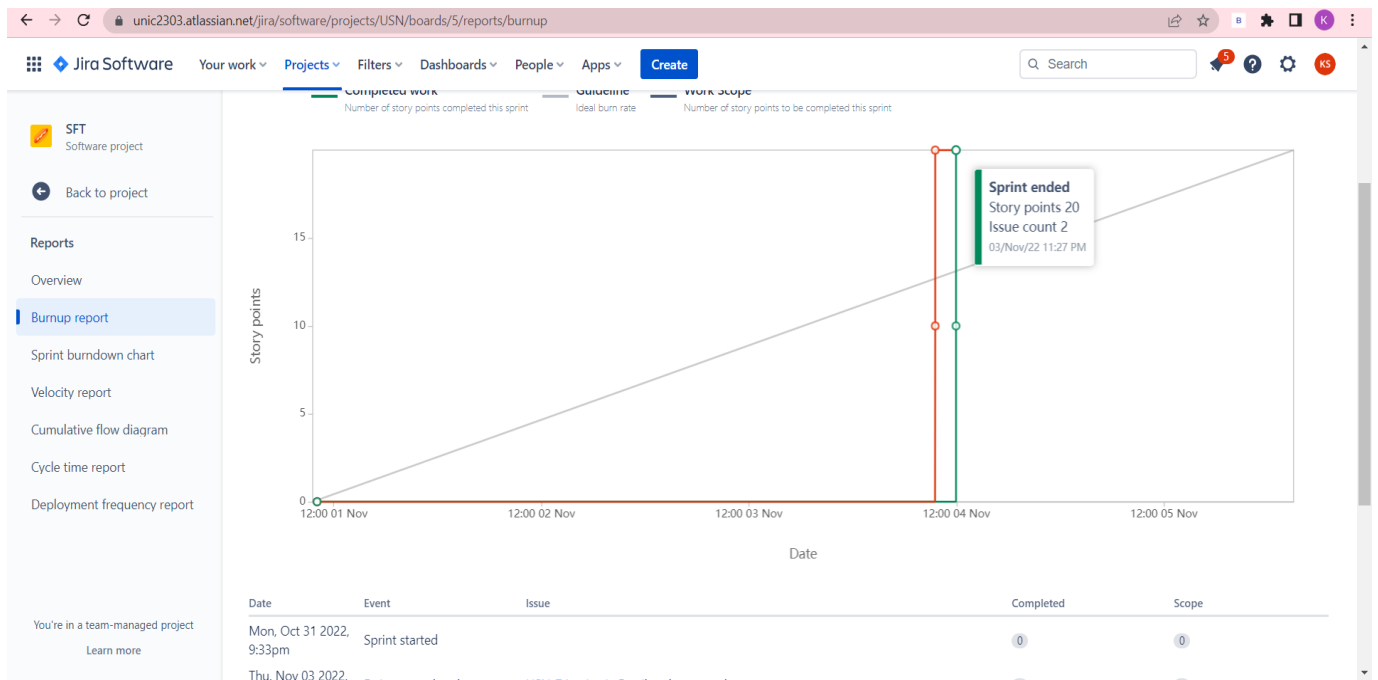 unic2303.atlassian.net/jira/software/projects/USN/boards/5/reports/burnup
B
K
Jira Software
Your work
Projects
Filters
Dashboards
People
Apps
Create
Search
5
KS
SFT
Software project
Back to project
Reports
Overview
Burnup report
Sprint burndown chart
Velocity report
Cumulative flow diagram
Cycle time report
Deployment frequency report
You're in a team-managed project
Learn more
Completed work
Number of story points completed this sprint
Guideline
Ideal burn rate
Work Scope
Number of story points to be completed this sprint
Story points
15
10
5
0
Sprint ended
Story points 20
Issue count 2
03/Nov/22 11:27 PM
12:00 01 Nov
12:00 02 Nov
12:00 03 Nov
12:00 04 Nov
12:00 05 Nov
Date
Date Event Issue Completed Scope
Mon, Oct 31 2022,
9:33pm
Sprint started
0
0
Thu, Nov 03 2022,